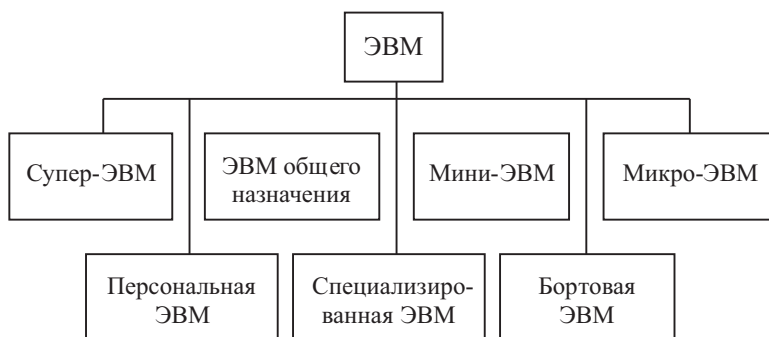 ЭВМ
Супер-ЭВМ
ЭВМ общего
назначения
Мини-ЭВМ
Микро-ЭВМ
Персональная
ЭВМ
Специализиро-
ванная ЭВМ
Бортовая
ЭВМ